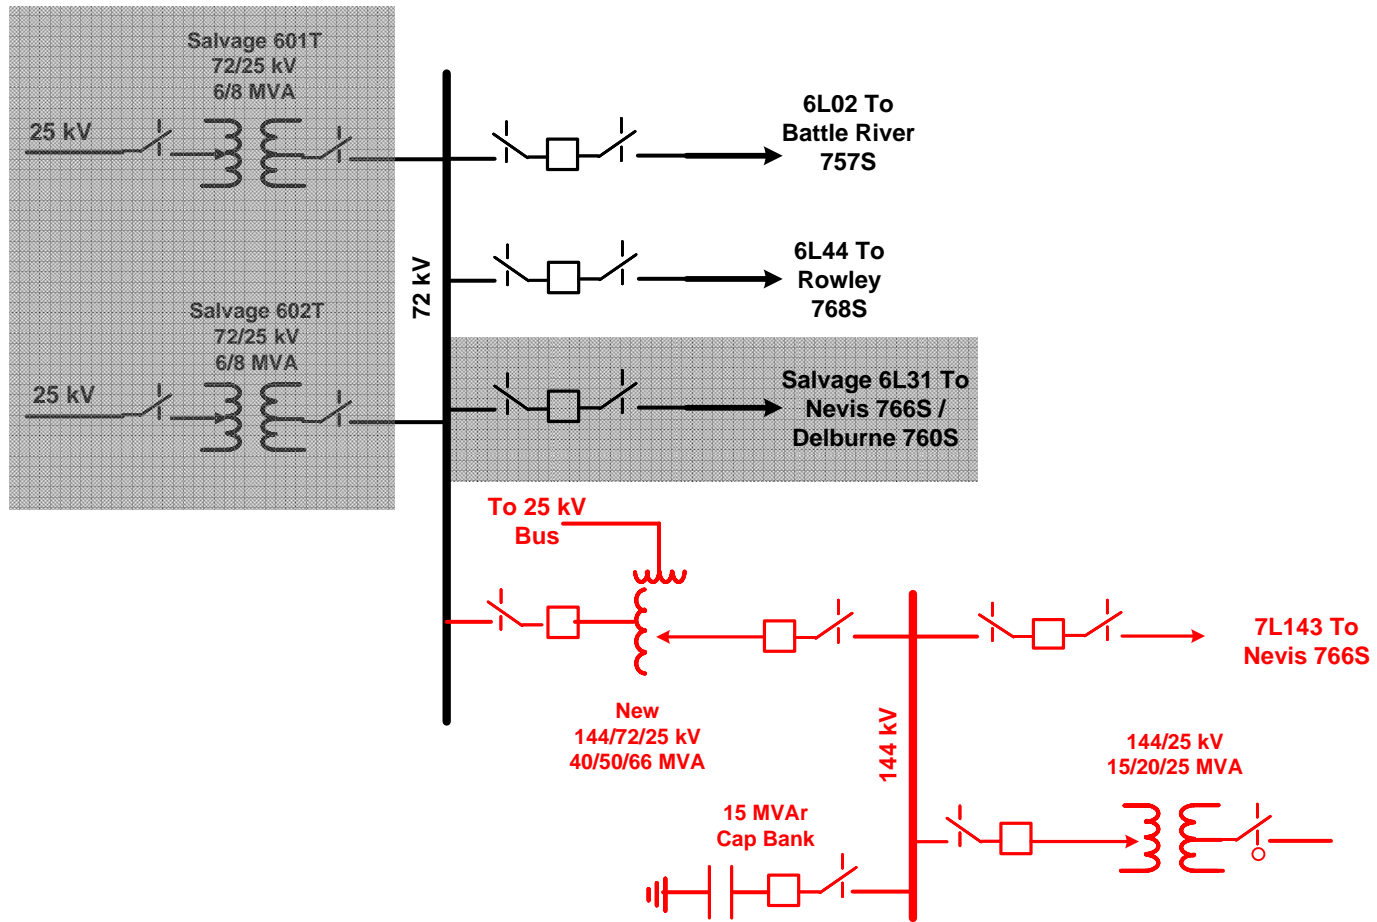 Salvage 601T
72/25 kV
6/8 MVA
25 kV
6L02 To
Battle River
757S
72 kV
6L44 To
Rowley
768S
Salvage 602T
72/25 kV
6/8 MVA
25 kV
Salvage 6L31 To
Nevis 766S /
Delburne 760S
To 25 kV
Bus
7L143 To
Nevis 766S
New
144/72/25 kV
40/50/66 MVA
144 kV
144/25 kV
15/20/25 MVA
15 MVAr
Cap Bank